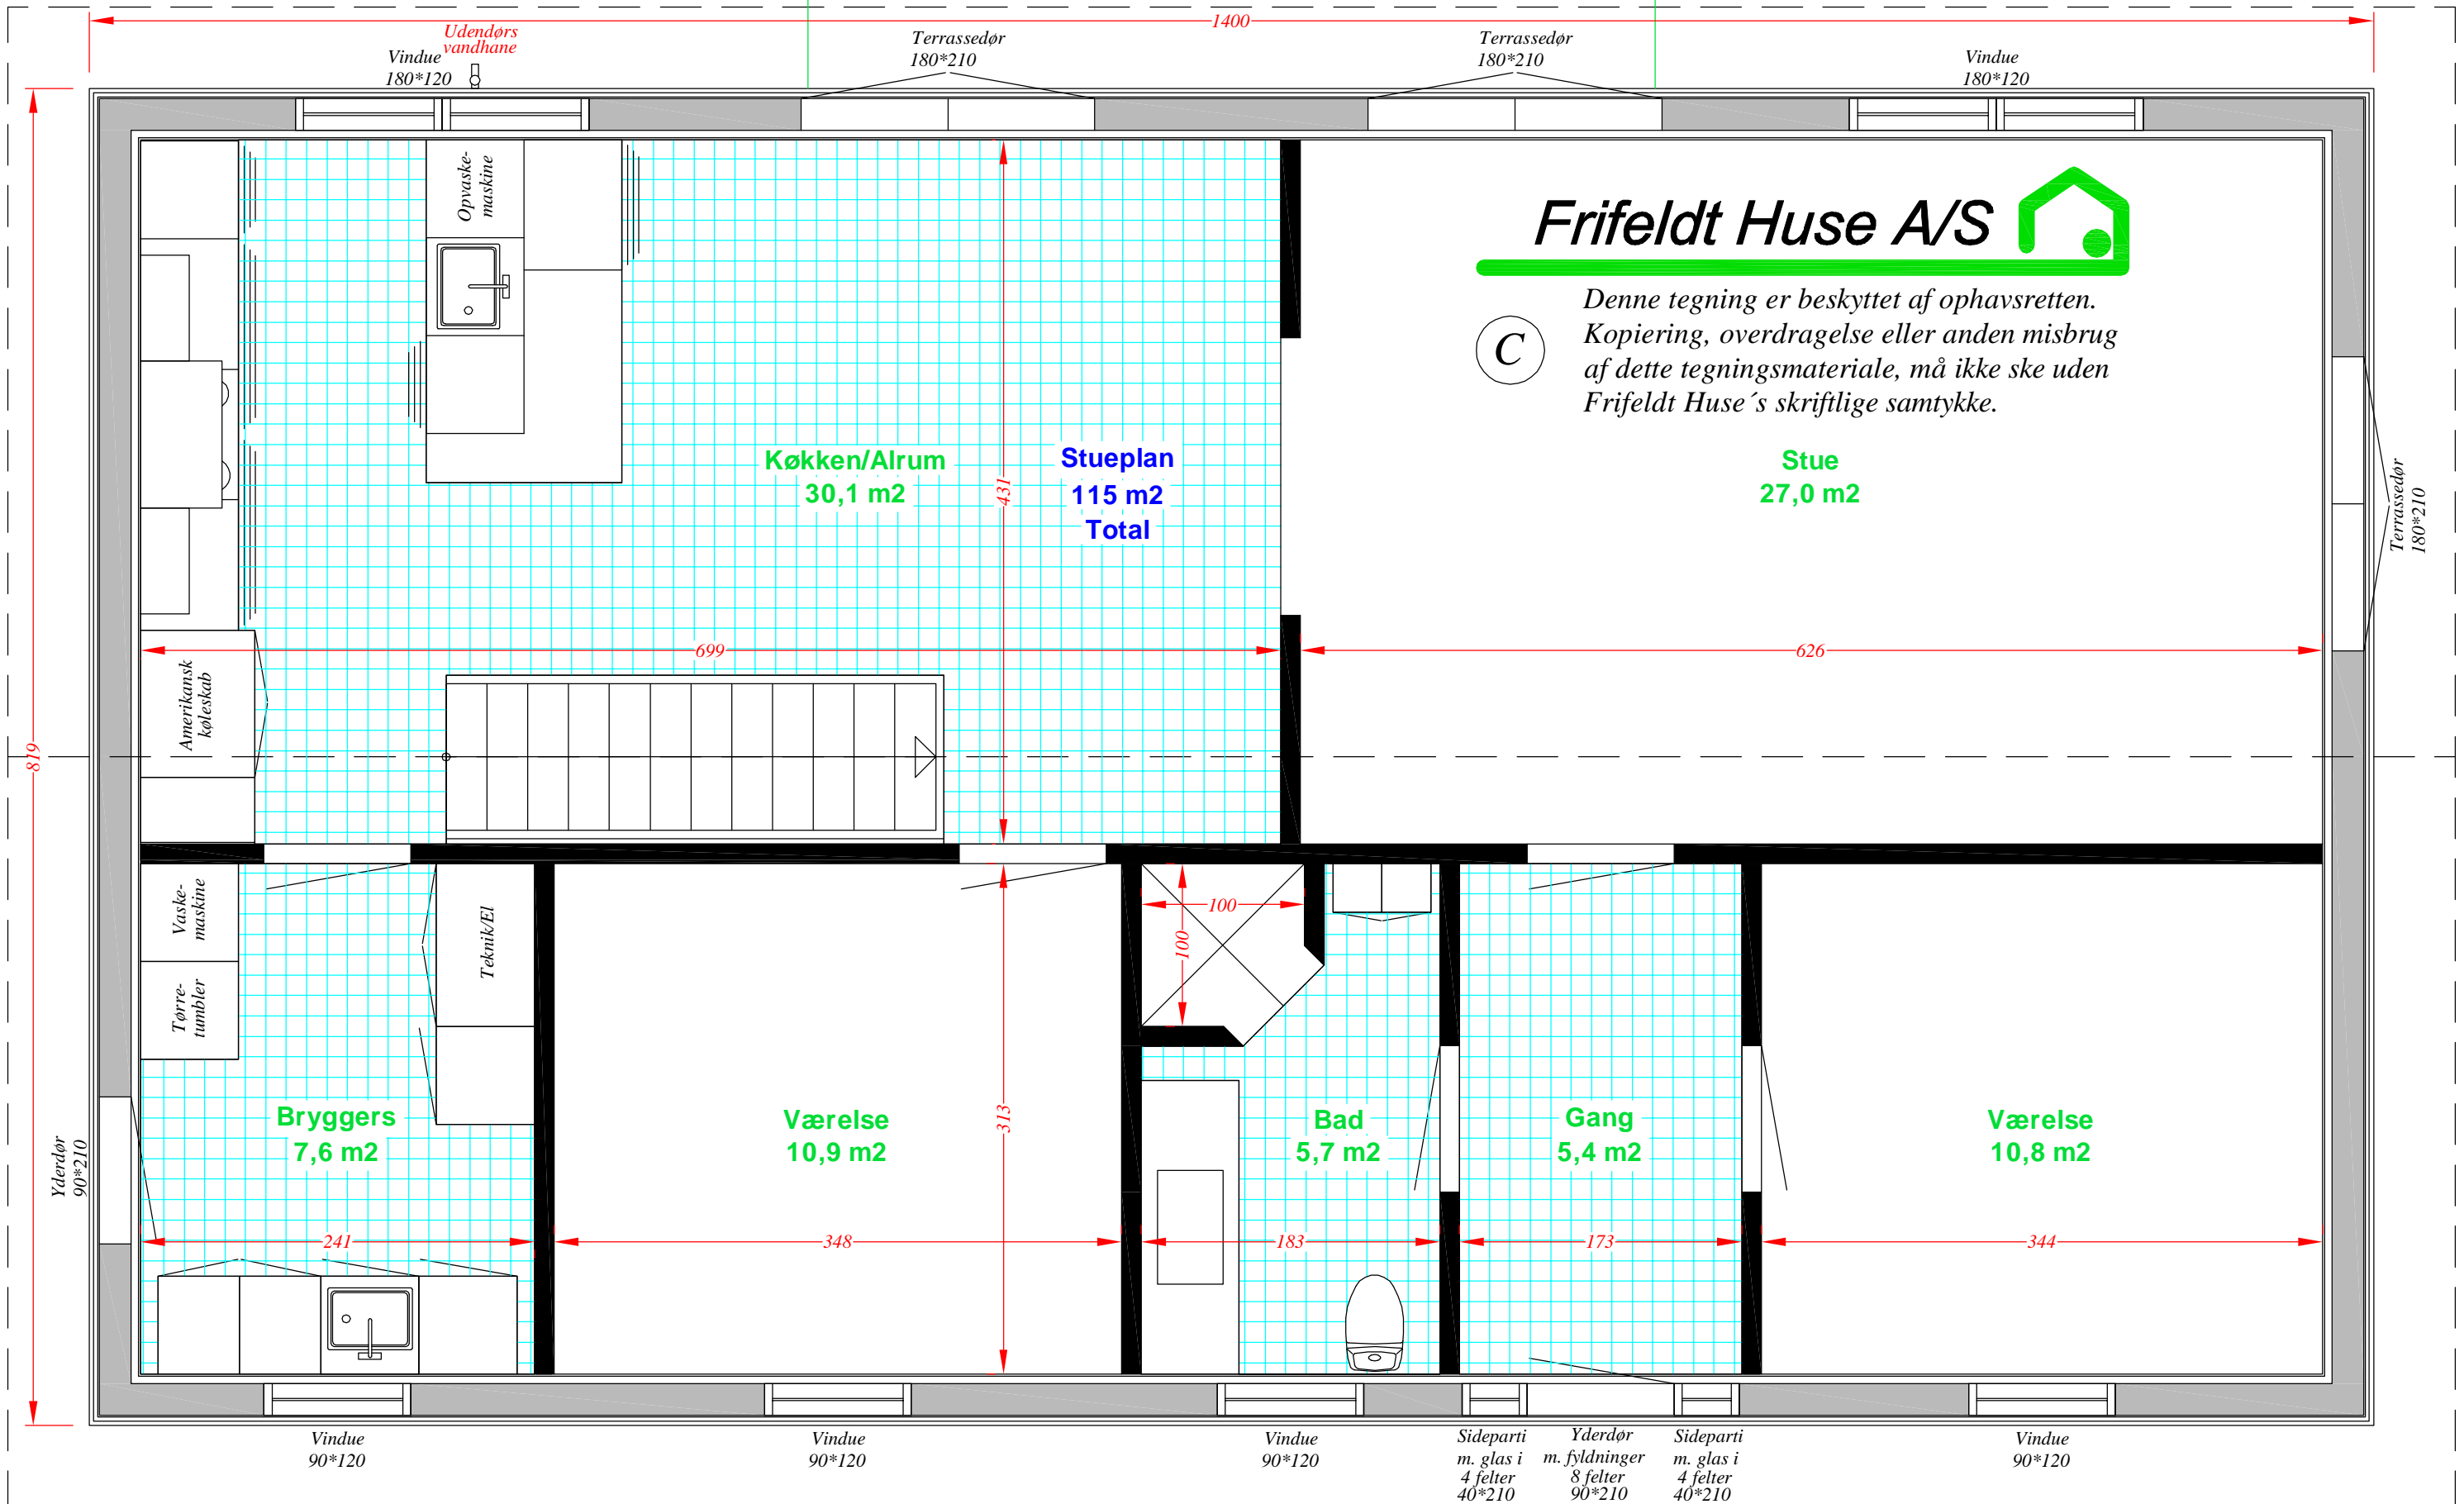 1400
Udendørs
vandhane
Vindue
180*120
Terrassedør
180*210
Terrassedør
180*210
Vindue
180*120
Opvaske-
maskine
Frifeldt Huse A/S
C
Denne tegning er beskyttet af ophavsretten.
Kopiering, overdragelse eller anden misbrug
af dette tegningsmateriale, må ikke ske uden
Frifeldt Huse´s skriftlige samtykke.
Køkken/Alrum
30,1 m2
431
Stueplan
115 m2
Total
Stue
27,0 m2
Terrassedør
180*210
699
626
Amerikansk
køleskab
819
Vaske-
maskine
Tørre-
tumbler
Teknik/El
100
100
Bryggers
7,6 m2
Værelse
10,9 m2
313
Bad
5,7 m2
Gang
5,4 m2
Værelse
10,8 m2
Yderdør
90*210
241
348
183
173
344
Vindue
90*120
Vindue
90*120
Vindue
90*120
Sideparti
m. glas i
4 felter
40*210
Yderdør
m. fyldninger
8 felter
90*210
Sideparti
m. glas i
4 felter
40*210
Vindue
90*120